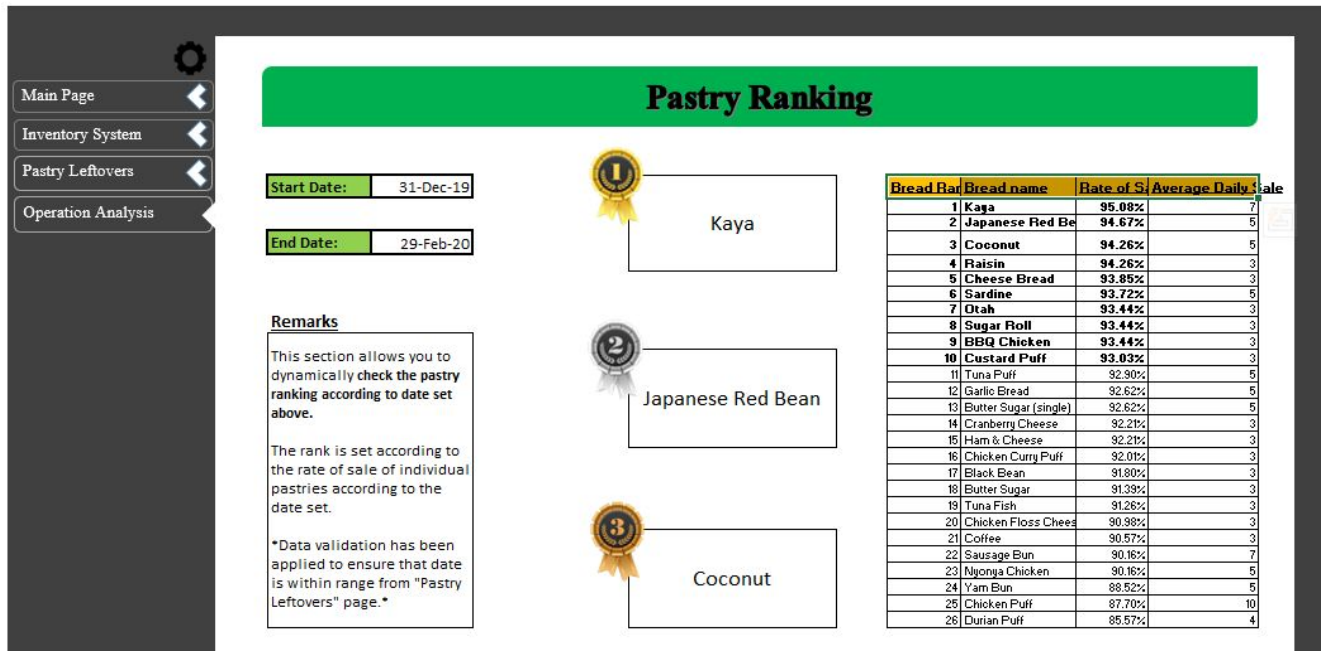 Pastry Ranking
Main Page
Inventory System
Pastry Leftovers
Operation Analysis
Start Date: 31-Dec-19
End Date: 29-Feb-20
Remarks
This section allows you to
dynamically check the pastry
ranking according to date set
above.
The rank is set according to
the rate of sale of individual
pastries according to the
date set.
*Data validation has been
applied to ensure that date
is within range from "Pastry
Leftovers" page.*
1
Kaya
2
Japanese Red Bean
3
Coconut
Bread Ran Bread name Rate of Sa Average Daily Sale
1 Kaya 95.08% 7
2 Japanese Red Be 94.67% 5
3 Coconut 94.26% 5
4 Raisin 94.26% 3
5 Cheese Bread 93.85% 3
6 Sardine 93.72% 5
7 Otah 93.44% 3
8 Sugar Roll 93.44% 3
9 BBQ Chicken 93.44% 3
10 Custard Puff 93.03% 3
11 Tuna Puff 92.90% 5
12 Garlic Bread 92.62% 5
13 Butter Sugar (single) 92.62% 5
14 Cranberry Cheese 92.21% 3
15 Ham & Cheese 92.21% 3
16 Chicken Curry Puff 92.01% 3
17 Black Bean 91.80% 3
18 Butter Sugar 91.39% 3
19 Tuna Fish 91.26% 3
20 Chicken Floss Chees 90.98% 3
21 Coffee 90.57% 3
22 Sausage Bun 90.16% 7
23 Nyonya Chicken 90.16% 5
24 Yam Bun 88.52% 5
25 Chicken Puff 87.70% 10
26 Durian Puff 85.57% 4